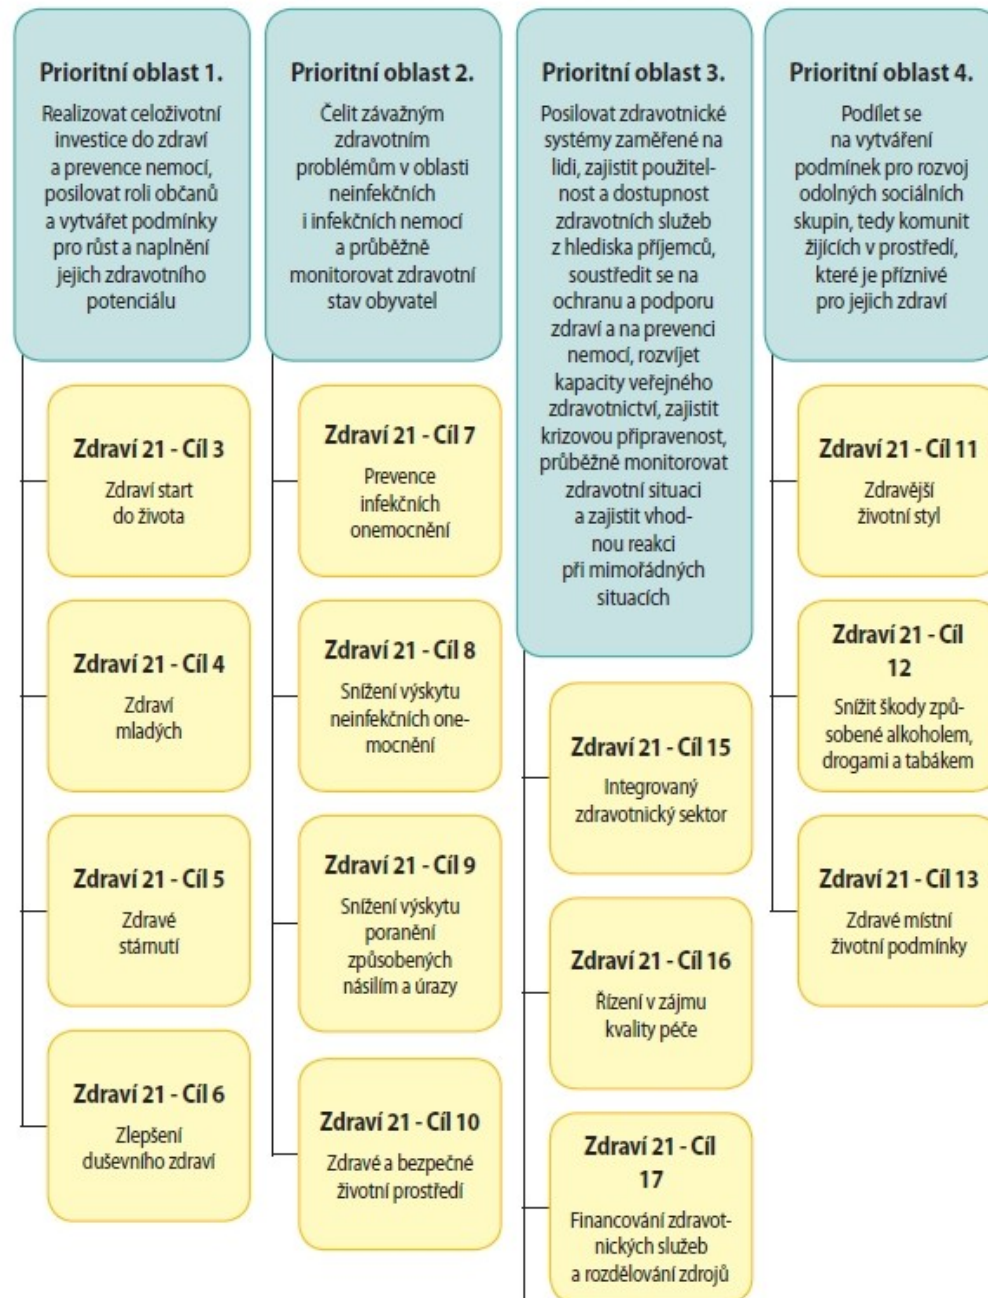 Prioritní oblast 1.
Realizovat celoživotní
investice do zdraví
a prevence nemocí,
posilovat roli občanů
a vytvářet podmínky
pro růst a naplnění
jejich zdravotního
potenciálu
Zdraví 21 - Cíl 3
Zdraví start
do života
Zdraví 21 - Cíl 4
Zdraví
mladých
Zdraví 21 - Cíl 5
Zdravé
stárnutí
Zdraví 21 - Cíl 6
Zlepšení
duševního zdraví
Prioritní oblast 2.
Čelit závažným
zdravotním
problémům v oblasti
neinfekčních
i infekčních nemocí
a průběžně
monitorovat zdravotní
stav obyvatel
Zdraví 21 - Cíl 7
Prevence
infekčních
onemocnění
Zdraví 21 - Cíl 8
Snížení výskytu
neinfekčních one-
mocnění
Zdraví 21 - Cíl 9
Snížení výskytu
poranění
způsobených
násilím a úrazy
Zdraví 21 - Cíl 10
Zdravé a bezpečné
životní prostředí
Prioritní oblast 3.
Posilovat zdravotnické
systémy zaměřené na
lidi, zajistit použitel-
nost a dostupnost
zdravotních služeb
z hlediska příjemců,
soustředit se na
ochranu a podporu
zdraví a na prevenci
nemocí, rozvíjet
kapacity veřejného
zdravotnictví, zajistit
krizovou připravenost,
průběžně monitorovat
zdravotní situaci
a zajistit vhod-
nou reakci
při mimořádných
situacích
Zdraví 21 - Cíl 15
Integrovaný
zdravotnický sektor
Zdraví 21 - Cíl 16
Řízení v zájmu
kvality péče
Zdraví 21 - Cíl
17
Financování zdravot-
nických služeb
a rozdělování zdrojů
Prioritní oblast 4.
Podílet se
na vytváření
podmínek pro rozvoj
odolných sociálních
skupin, tedy komunit
žijících v prostředí,
které je příznivé
pro jejich zdraví
Zdraví 21 - Cíl 11
Zdravější
životní styl
Zdraví 21 - Cíl
12
Snížit škody způ-
sobené alkoholem,
drogami a tabákem
Zdraví 21 - Cíl 13
Zdravé místní
životní podmínky